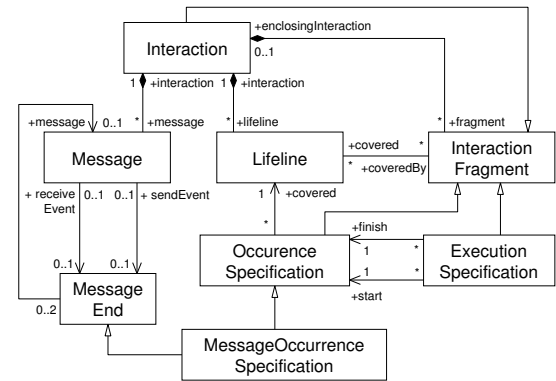 +enclosingInteraction
Interaction
0..1
1 +interaction
1 +interaction
+message 0..1
* +message
* +lifeline
* +fragment
Message
Lifeline
+covered *
* +coveredBy
Interaction
Fragment
+ receive
Event
0..1
0..1 + sendEvent
1 +covered
*
+finish
1 *
Occurence
Specification
Execution
Specification
0..1
0..1
1 *
+start
Message
End
0..2
MessageOccurrence
Specification